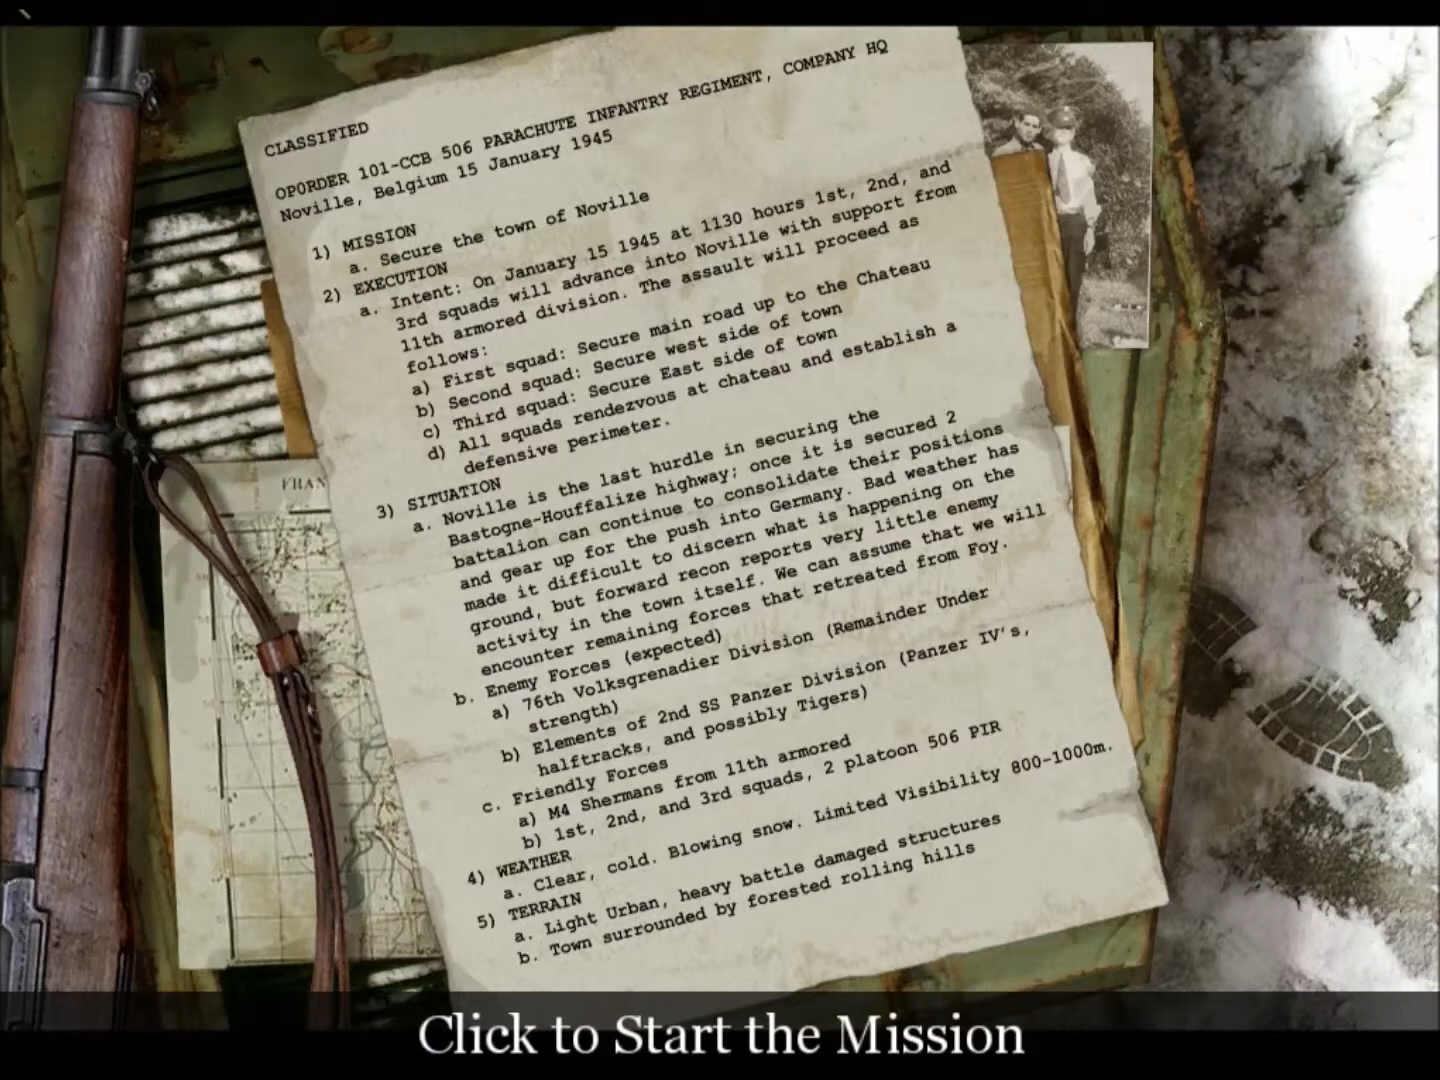 CLASSIFIED
OPORDER 101-CCB 506 PARACHUTE INFANTRY REGIMENT, COMPANY HQ
Noville, Belgium 15 January 1945
1) MISSION
a. Secure the town of Noville
2) EXECUTION
a. Intent: On January 15 1945 at 1130 hours 1st, 2nd, and
3rd squads will advance into Noville with support from
11th armored division. The assault will proceed as
follows:
a) First squad: Secure main road up to the Chateau
b) Second squad: Secure west side of town
c) Third squad: Secure East side of town
d) All squads rendezvous at chateau and establish a
defensive perimeter.
3) SITUATION
a. Noville is the last hurdle in securing the
Bastogne-Houffalize highway; once it is secured 2
battalion can continue to consolidate their positions
and gear up for the push into Germany. Bad weather has
made it difficult to discern what is happening on the
ground, but forward recon reports very little enemy
activity in the town itself. We can assume that we will
encounter remaining forces that retreated from Foy.
b. Enemy Forces (expected)
a) 76th Volksgrenadier Division (Remainder Under
strength)
b) Elements of 2nd SS Panzer Division (Panzer IV's,
halftracks, and possibly Tigers)
c. Friendly Forces
a) M4 Shermans from 11th armored
b) 1st, 2nd, and 3rd squads, 2 platoon 506 PIR
4) WEATHER
a. Clear, cold. Blowing snow. Limited Visibility 800-1000m.
5) TERRAIN
a. Light Urban, heavy battle damaged structures
b. Town surrounded by forested rolling hills
FRAN
Click to Start the Mission